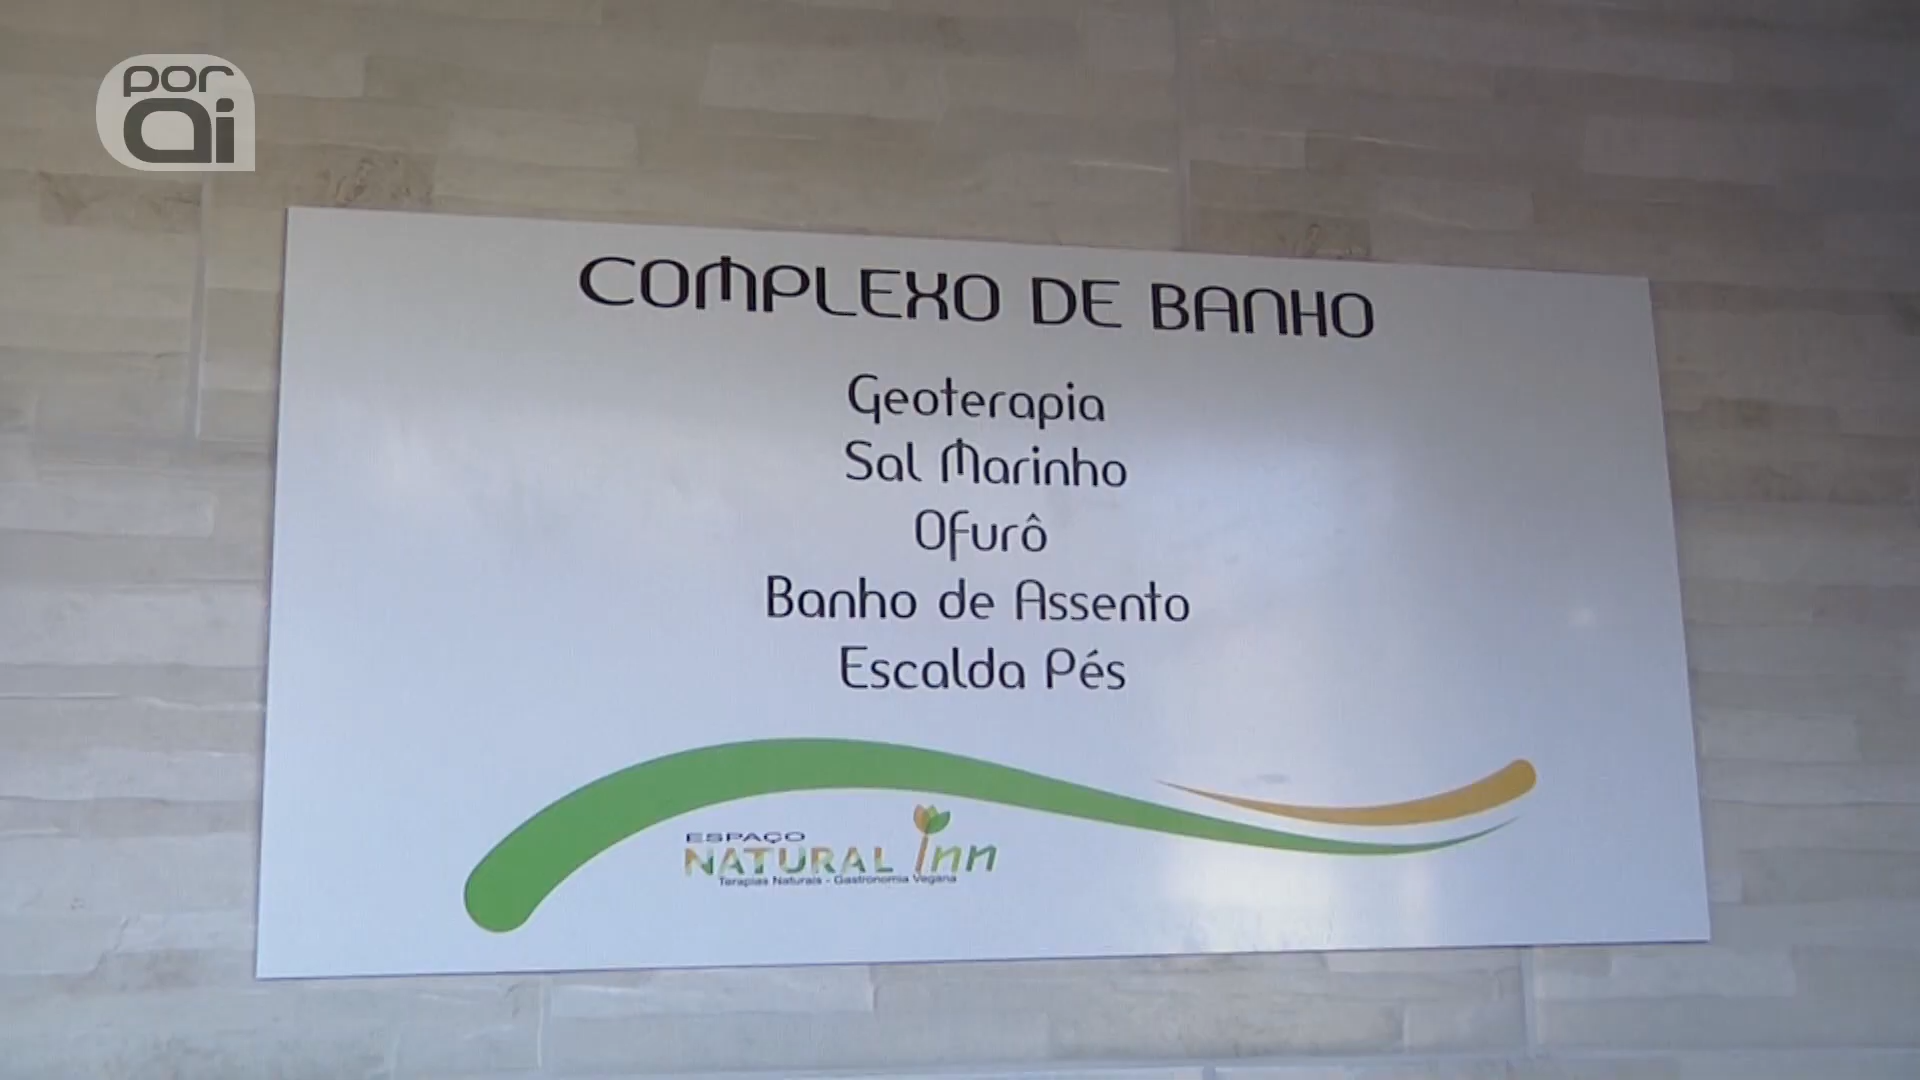 por
ai
COMPLEXO DE BANHO
Geoterapia
Sal Marinho
Ofurô
Banho de Assento
Escalda Pés
ESPAÇO
NATURAL inn
Terapias Naturais - Gastronomia Vegana